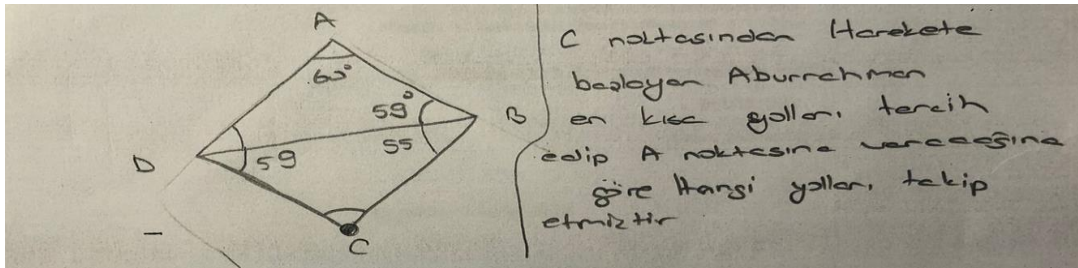 A
60°
59°
B
D
59
55
C
C noktasından Harekete
başlayan Aburrahman
en kısa yolları tercih
edip A noktasına varacağına
göre Hangi yolları takip
etmiştir